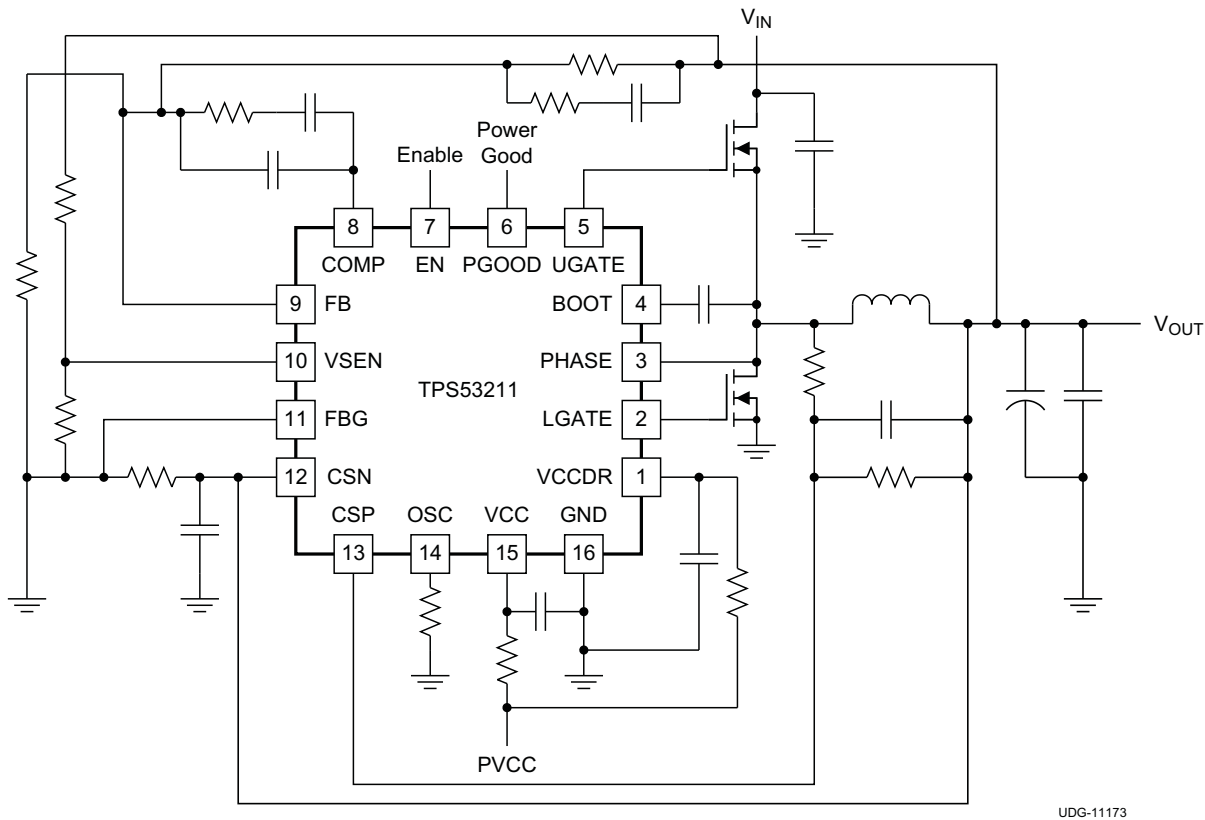 VIN
Power
Good
Enable
8
7
6
5
COMP
EN
PGOOD
UGATE
9
FB
BOOT
4
10
VSEN
PHASE
3
VOUT
TPS53211
11
FBG
LGATE
2
12
CSN
VCCDR
1
CSP
OSC
VCC
GND
13
14
15
16
PVCC
UDG-11173